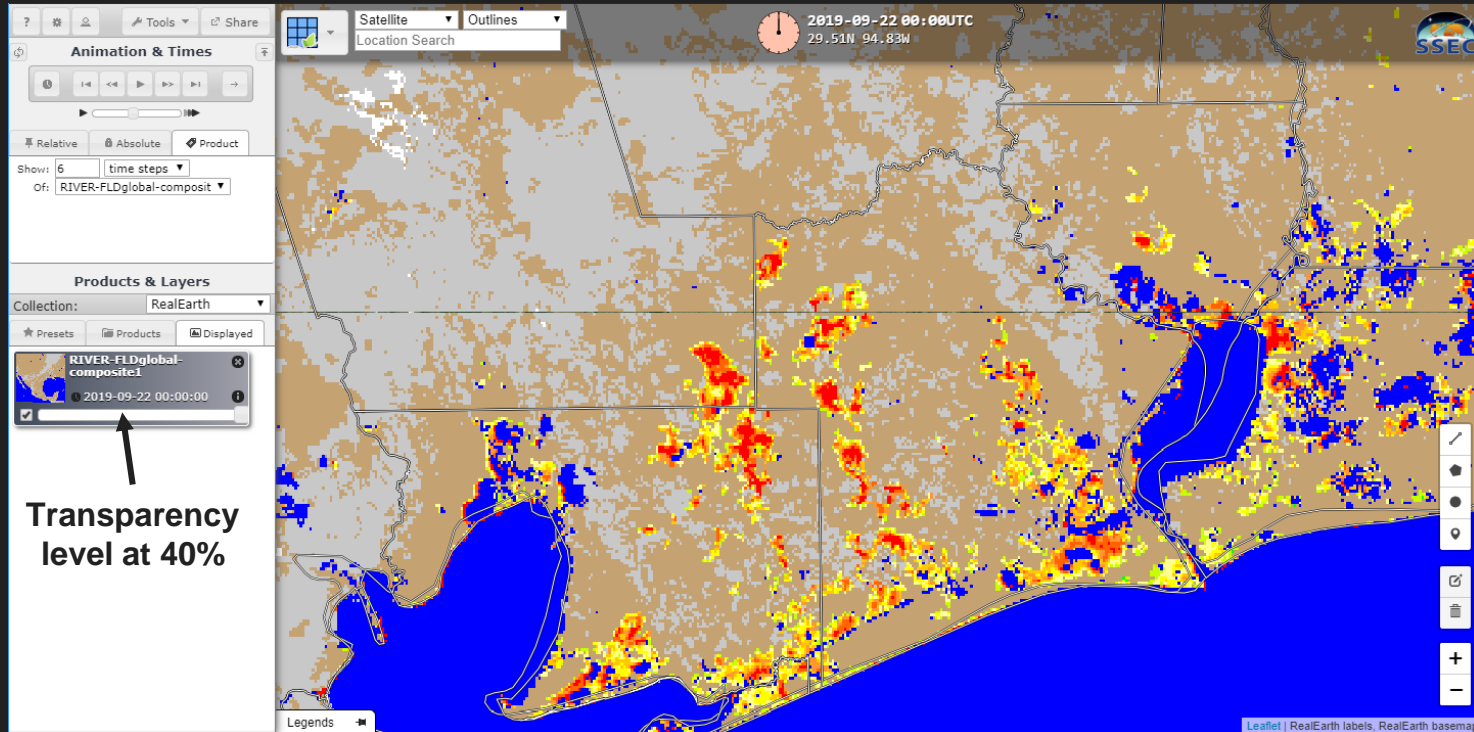 ?
Tools
Share
Animation & Times
Relative
Absolute
Product
Show: 6 time steps
Of: RIVER-FLDglobal-composit
Products & Layers
Collection: RealEarth
Presets
Products
Displayed
RIVER-FLDglobal-
composite1
2019-09-22 00:00:00
Transparency
level at 40%
Satellite
Outlines
Location Search
2019-09-22 00:00UTC
29.51N 94.83W
SSEC
+
−
Legends
Leaflet | RealEarth labels, RealEarth basemap